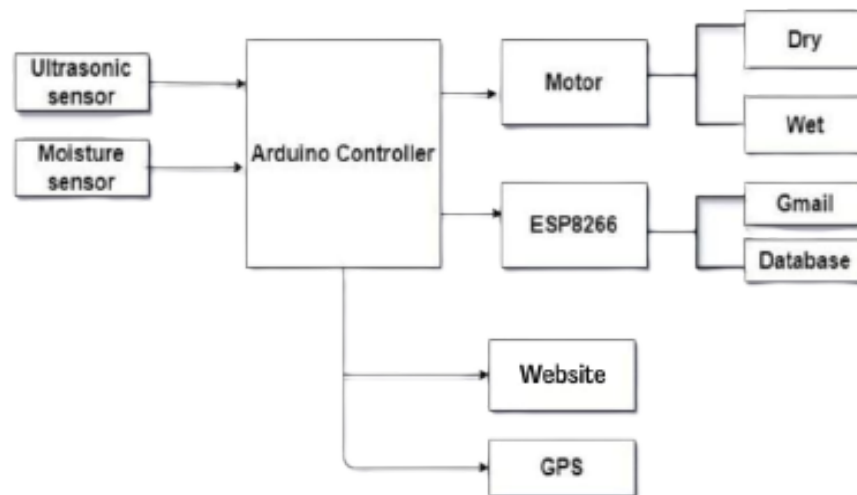 Ultrasonic
sensor
Moisture
sensor
Arduino Controller
Motor
Dry
Wet
ESP8266
Gmail
Database
Website
GPS